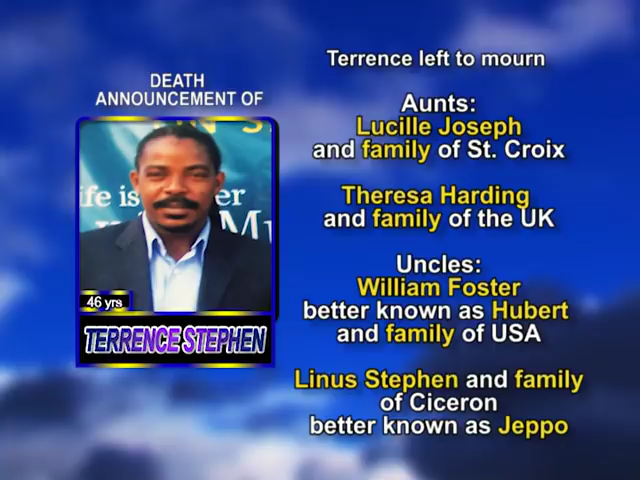 DEATH
ANNOUNCEMENT OF
46 yrs
TERRENCE STEPHEN
Terrence left to mourn
Aunts:
Lucille Joseph
and family of St. Croix
Theresa Harding
and family of the UK
Uncles:
William Foster
better known as Hubert
and family of USA
Linus Stephen and family
of Ciceron
better known as Jeppo